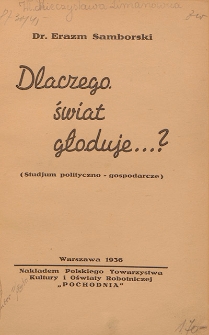 Dr. Erazm Samborski
Dlaczego
świat
głoduje...?
(Studjum polityczno - gospodarcze)
Warszawa 1936
Nakładem Polskiego Towarzystwa
Kultury i Oświaty Robotniczej
„POCHODNIA"